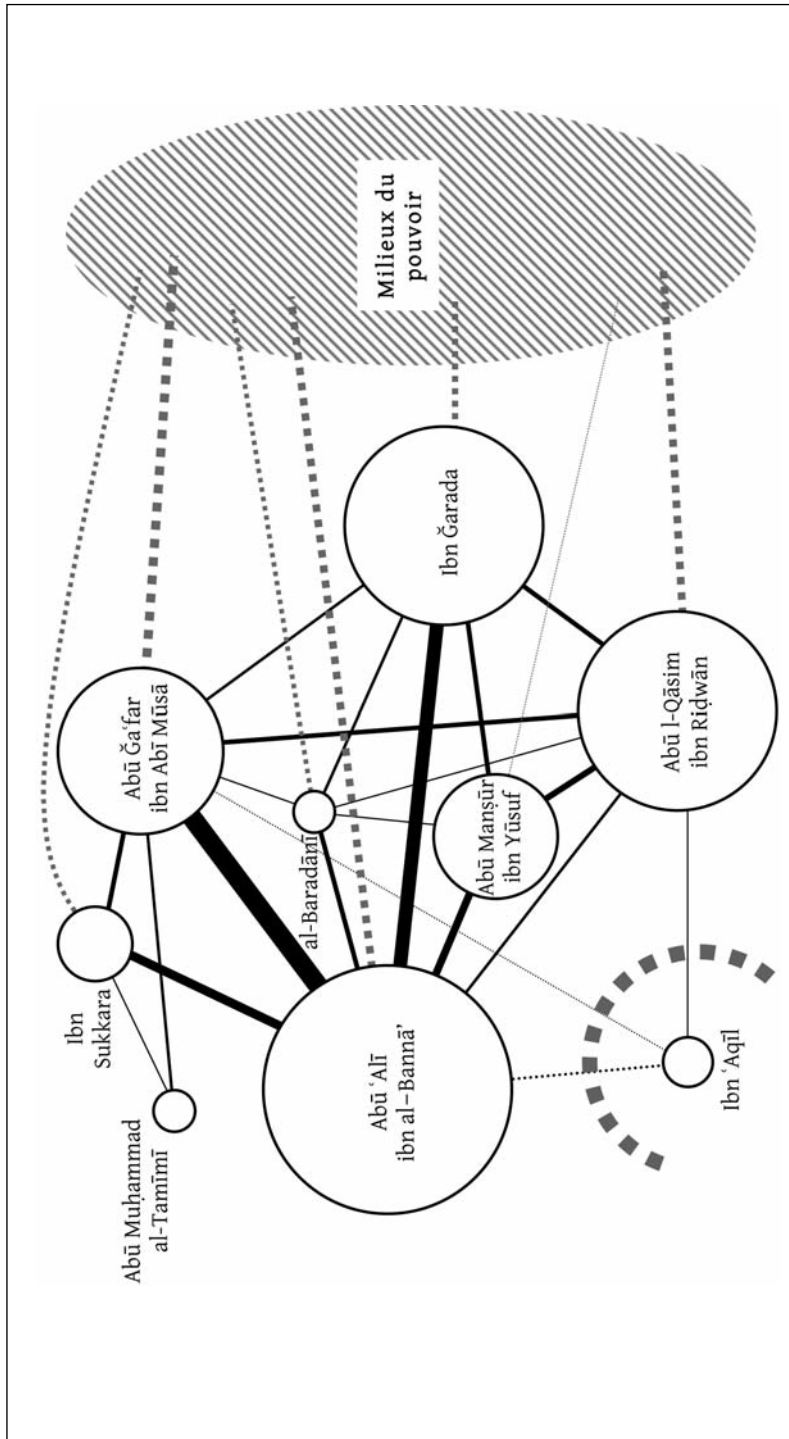 Milieux du
pouvoir
Ibn Ǧarada
Abū Ǧaʿfar
ibn Abī Mūsā
Abū l-Qāsim
ibn Riḍwān
al-Baradānī
Abū Manṣūr
ibn Yūsuf
Ibn
Sukkara
Abū Muḥammad
al-Tamīmī
Abū ʿAlī
ibn al-Bannāʾ
Ibn ʿAqīl